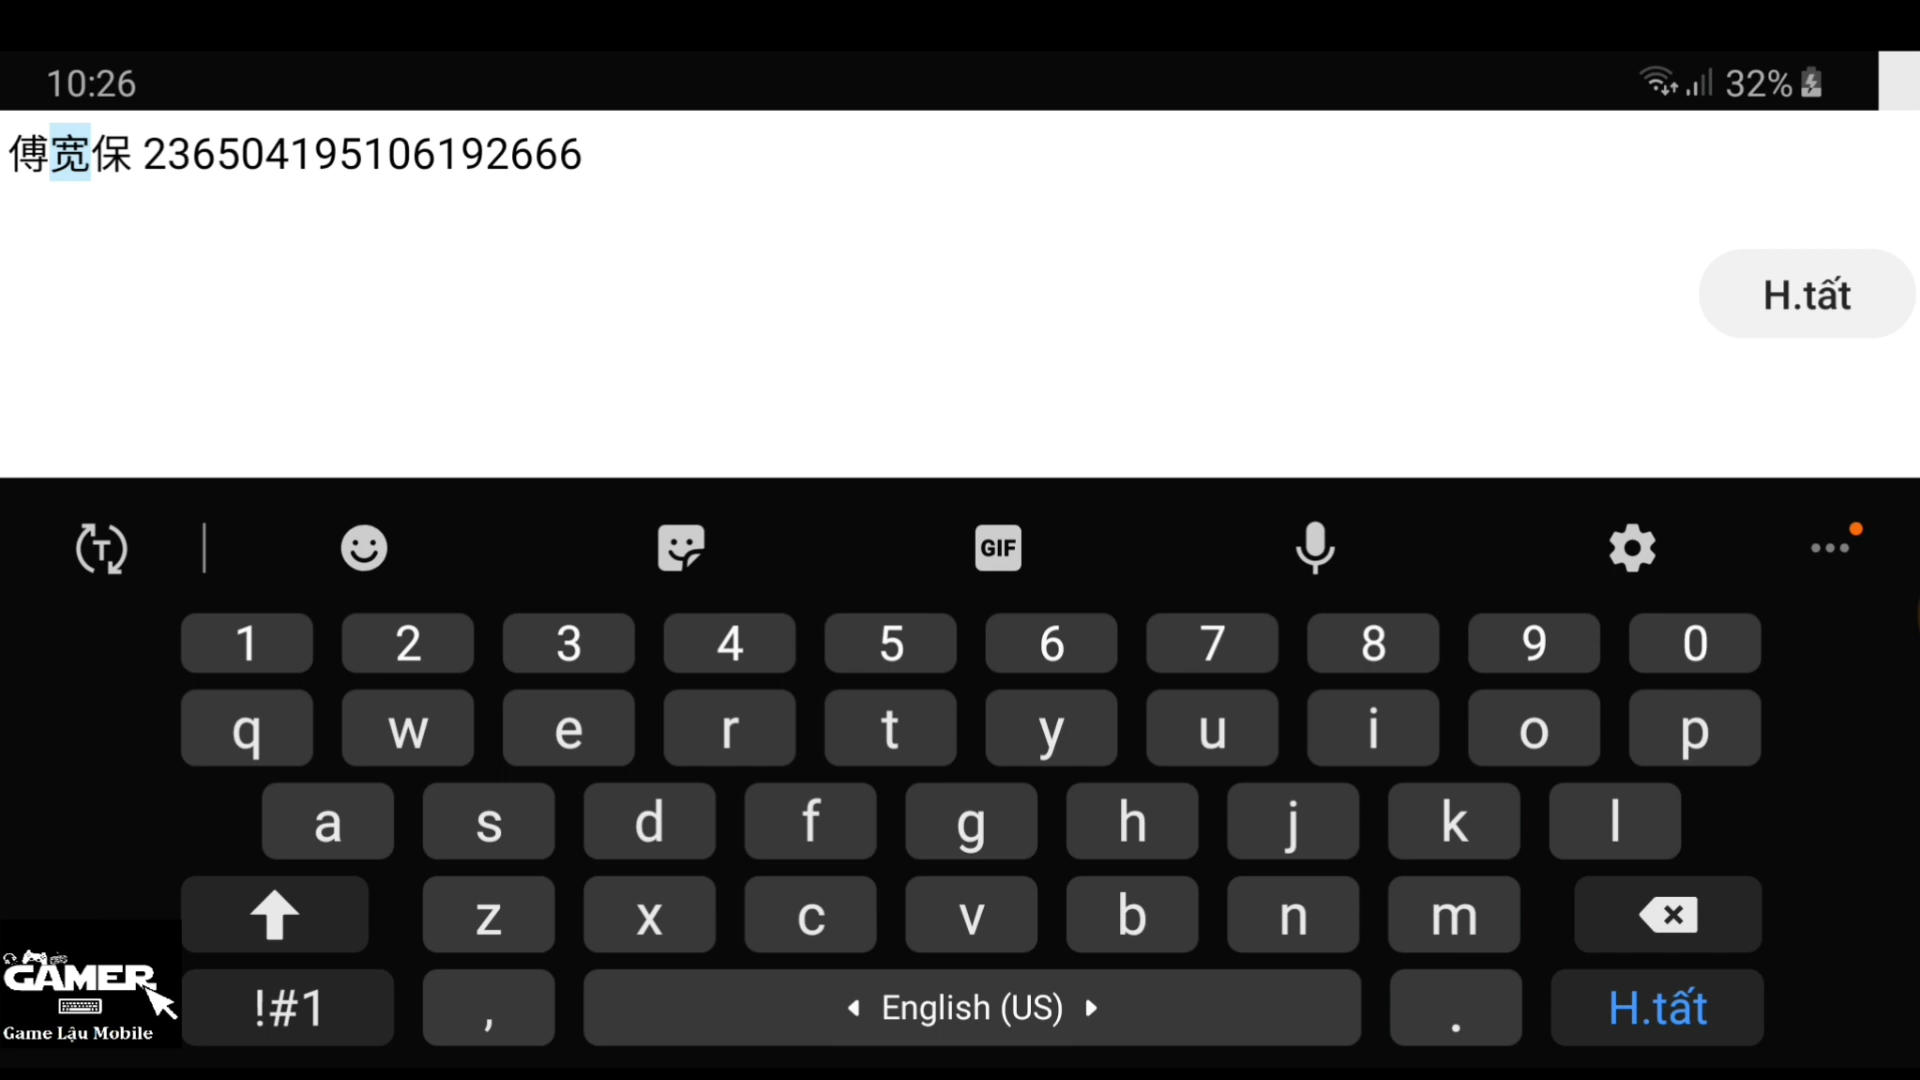 10:26
32%
傅宽保 236504195106192666
H.tất
T
GIF
1 2 3 4 5 6 7 8 9 0
q w e r t y u i o p
a s d f g h j k l
z x c v b n m
!#1 , English (US) . H.tất
GAMER
Game Lậu Mobile